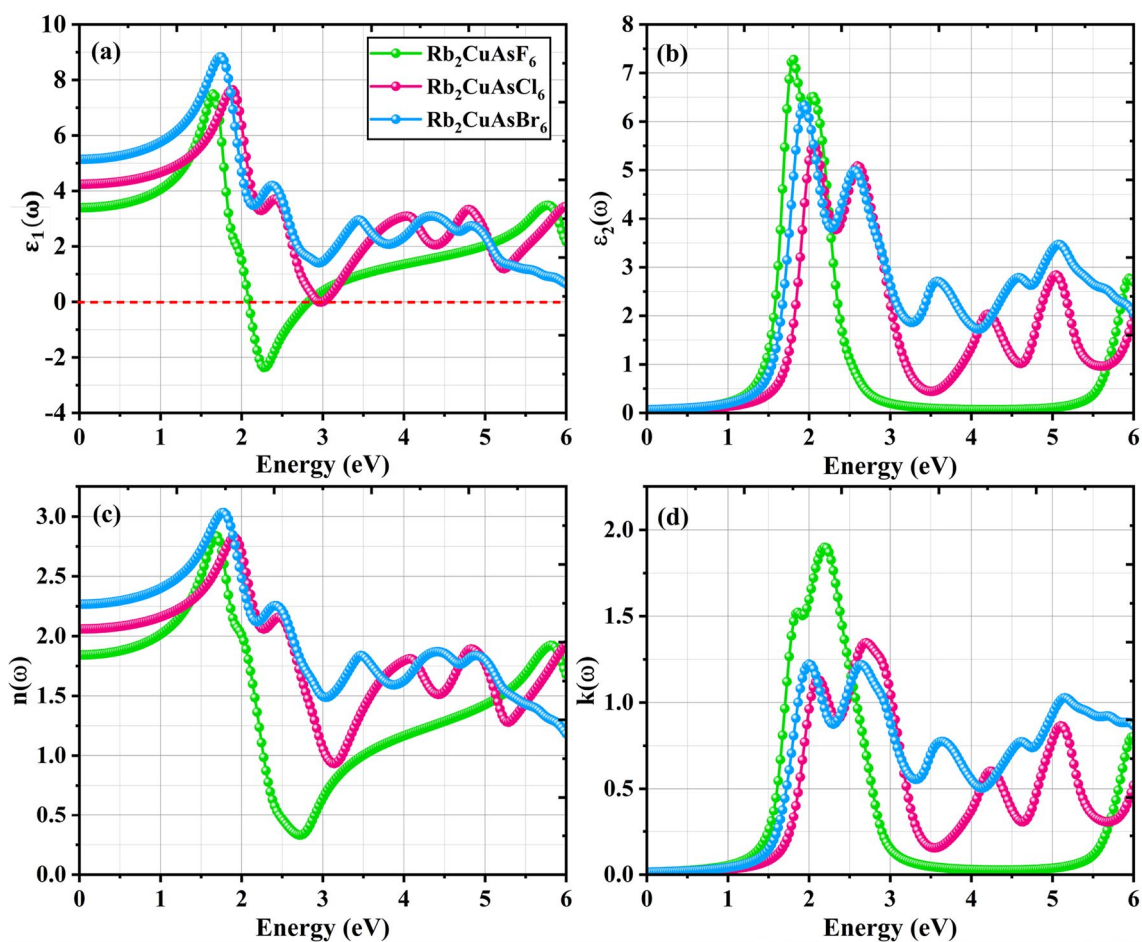 (a)
Rb₂CuAsF₆
Rb₂CuAsCl₆
Rb₂CuAsBr₆
ε₁(ω)
10
8
6
4
2
0
-2
-4
0 1 2 3 4 5 6
Energy (eV)
(b)
ε₂(ω)
8
7
6
5
4
3
2
1
0
0 1 2 3 4 5 6
Energy (eV)
(c)
n(ω)
3.0
2.5
2.0
1.5
1.0
0.5
0.0
0 1 2 3 4 5 6
Energy (eV)
(d)
k(ω)
2.0
1.5
1.0
0.5
0.0
0 1 2 3 4 5 6
Energy (eV)